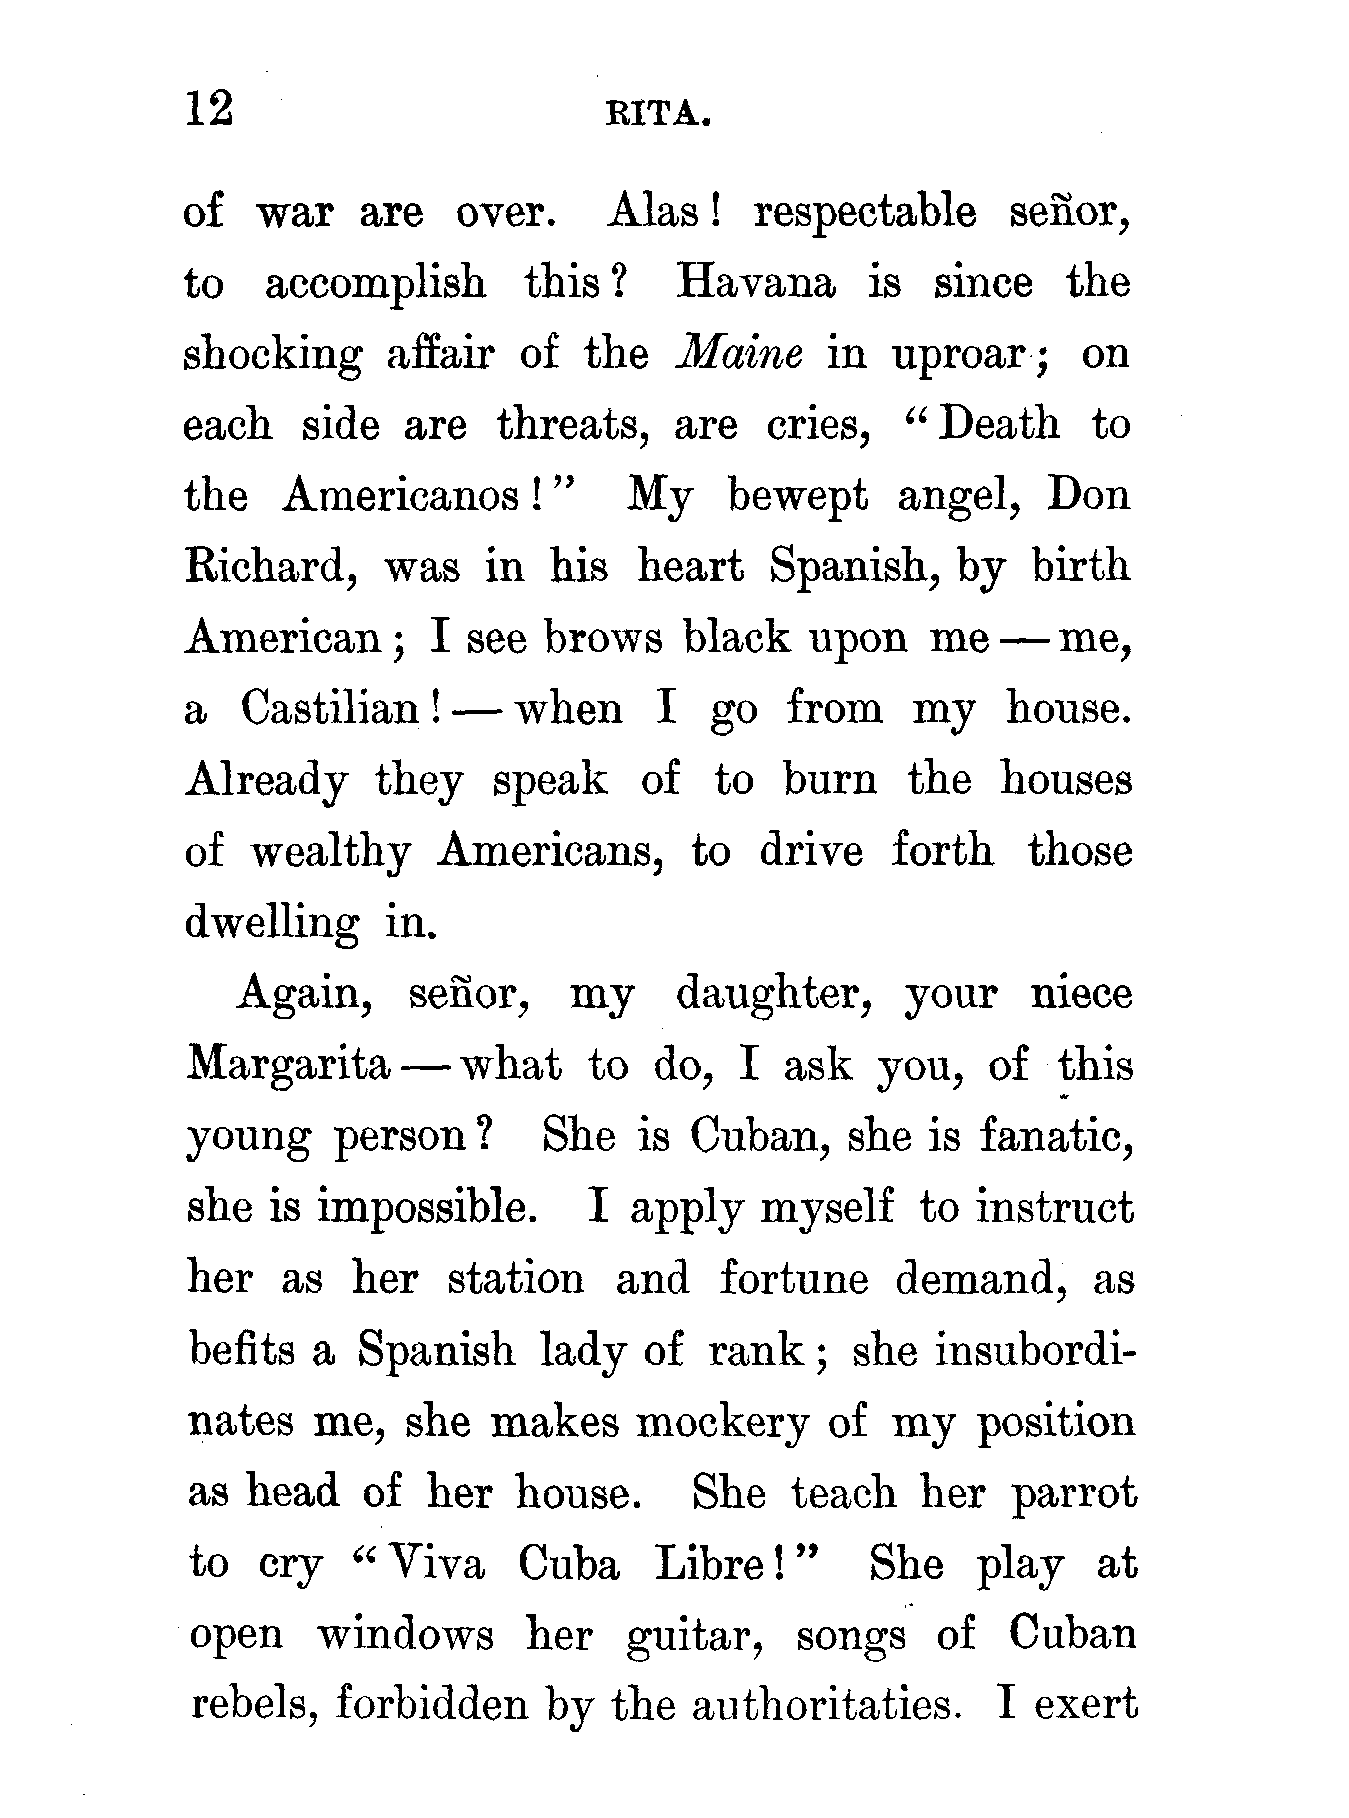 12 RITA.
of war are over. Alas! respectable señor,
to accomplish this? Havana is since the
shocking affair of the Maine in uproar; on
each side are threats, are cries, “Death to
the Americanos!” My bewept angel, Don
Richard, was in his heart Spanish, by birth
American; I see brows black upon me—me,
a Castilian!—when I go from my house.
Already they speak of to burn the houses
of wealthy Americans, to drive forth those
dwelling in.
Again, señor, my daughter, your niece
Margarita—what to do, I ask you, of this
young person? She is Cuban, she is fanatic,
she is impossible. I apply myself to instruct
her as her station and fortune demand, as
befits a Spanish lady of rank; she insubordi-
nates me, she makes mockery of my position
as head of her house. She teach her parrot
to cry “Viva Cuba Libre!” She play at
open windows her guitar, songs of Cuban
rebels, forbidden by the authoritaties. I exert